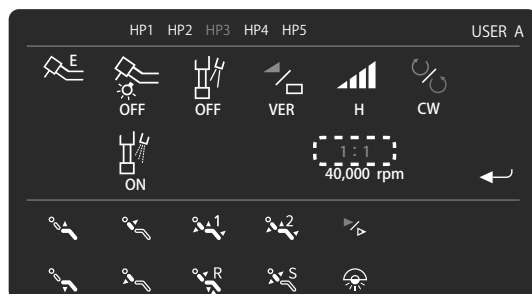 HP1 HP2 HP3 HP4 HP5 USER A
E
OFF OFF VER H CW
ON
1:1
40,000 rpm
1 2
R S